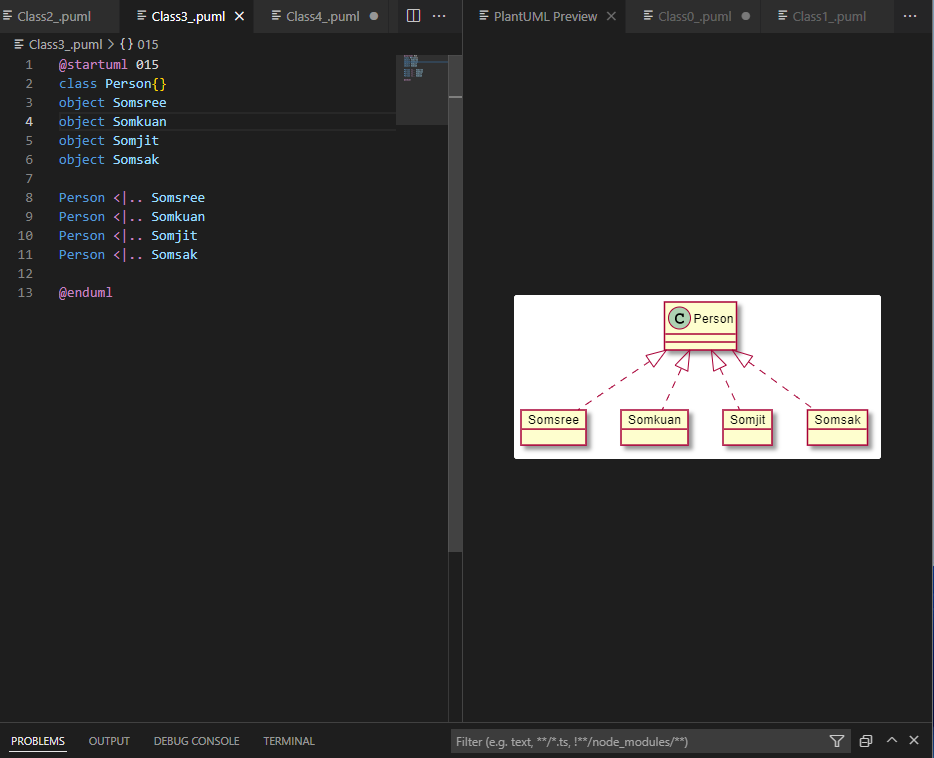 Class2_.puml
Class3_.puml
Class4_.puml
PlantUML Preview
Class0_.puml
Class1_.puml
Class3_.puml > {} 015
1 @startuml 015
2 class Person{}
3 object Somsree
4 object Somkuan
5 object Somjit
6 object Somsak
7
8 Person <|.. Somsree
9 Person <|.. Somkuan
10 Person <|.. Somjit
11 Person <|.. Somsak
12
13 @enduml
C Person
Somsree
Somkuan
Somjit
Somsak
PROBLEMS
OUTPUT
DEBUG CONSOLE
TERMINAL
Filter (e.g. text, **/*.ts, !**/node_modules/**)